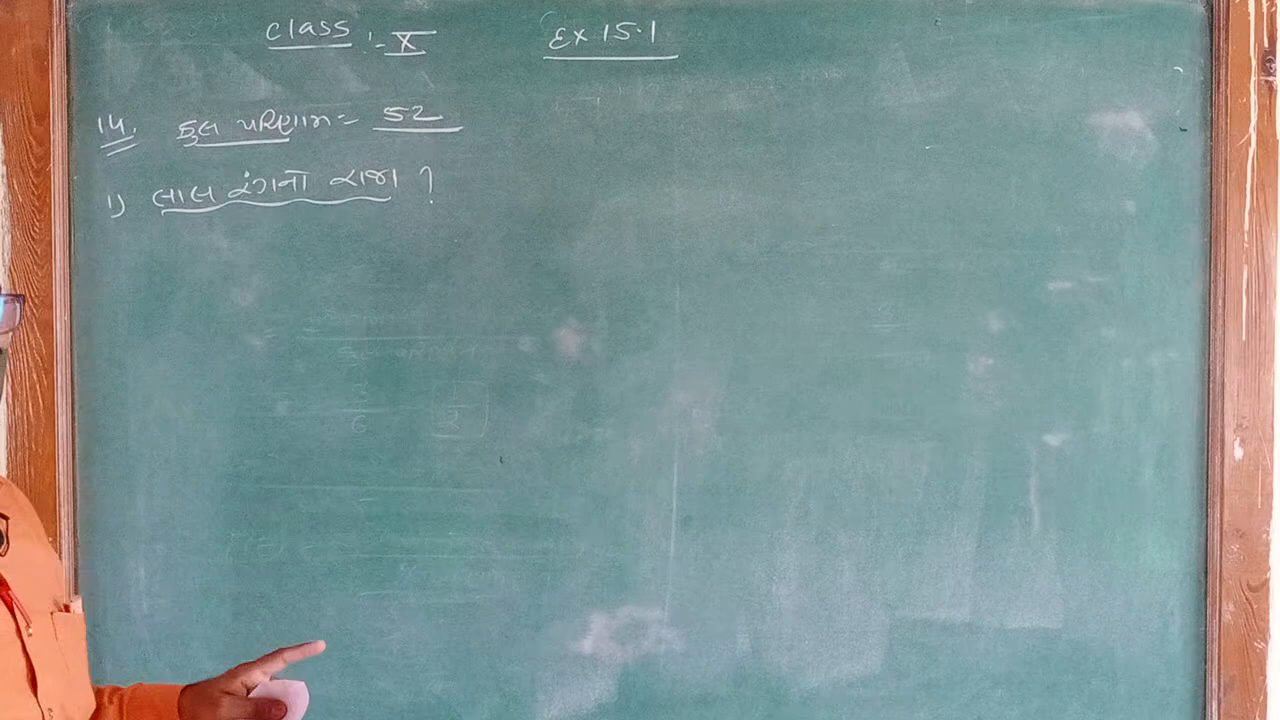 class :- X Ex 15.1
14. કુલ પરિણામ = 52
1) લાલ રંગનો રાજા ?